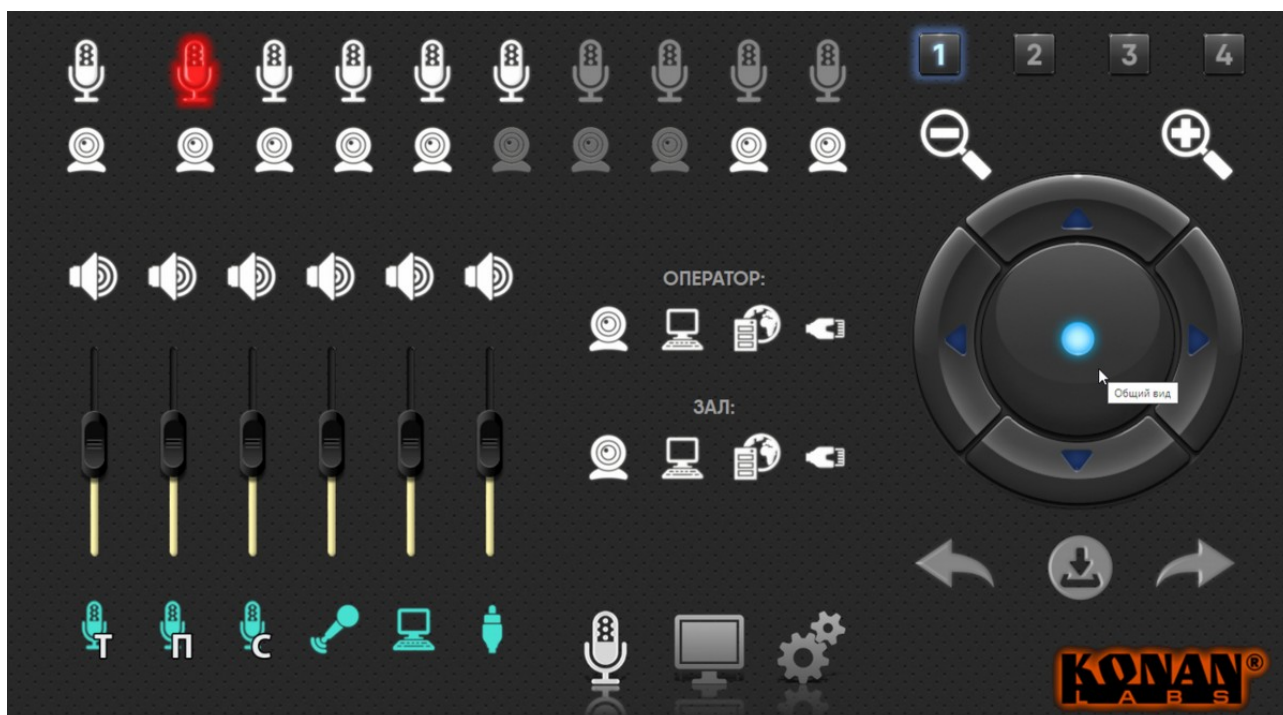 1 2 3 4
ОПЕРАТОР:
Общий вид
ЗАЛ:
Т П С
KONAN®
LABS